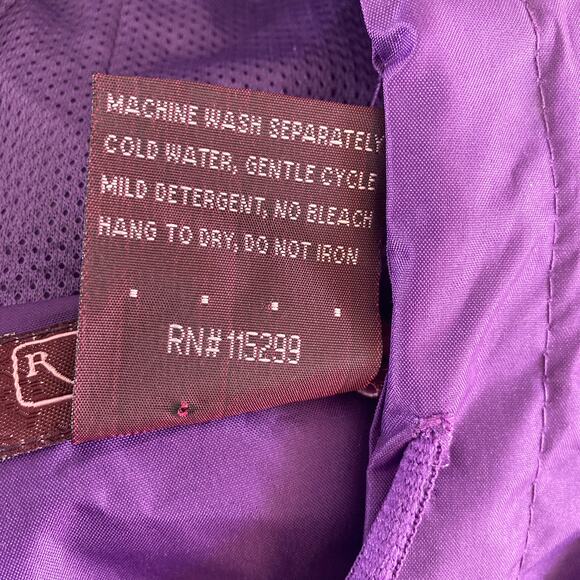 MACHINE WASH SEPARATELY
COLD WATER, GENTLE CYCLE
MILD DETERGENT, NO BLEACH
HANG TO DRY, DO NOT IRON
RN# 115299
R